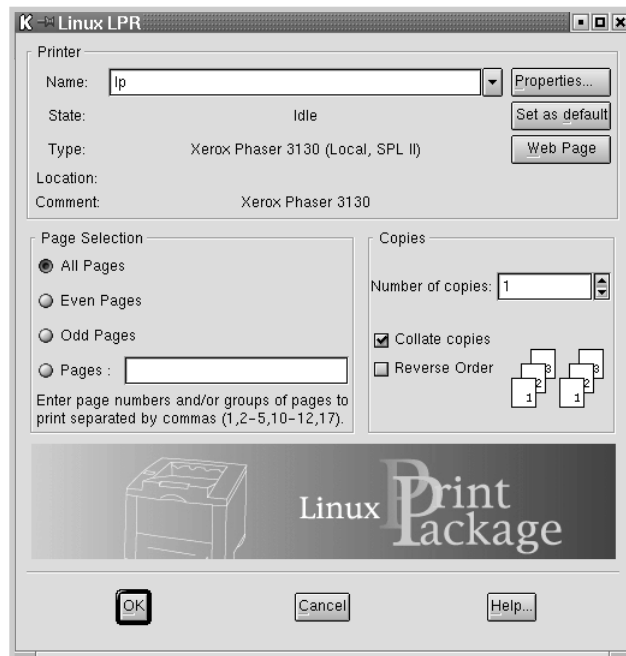 K Linux LPR
Printer
Name: lp Properties...
State: Idle Set as default
Type: Xerox Phaser 3130 (Local, SPL II) Web Page
Location:
Comment: Xerox Phaser 3130
Page Selection
All Pages
Even Pages
Odd Pages
Pages :
Enter page numbers and/or groups of pages to
print separated by commas (1,2-5,10-12,17).
Copies
Number of copies: 1
Collate copies
Reverse Order
3 3
2 2
1 1
Linux Print
Package
OK Cancel Help...